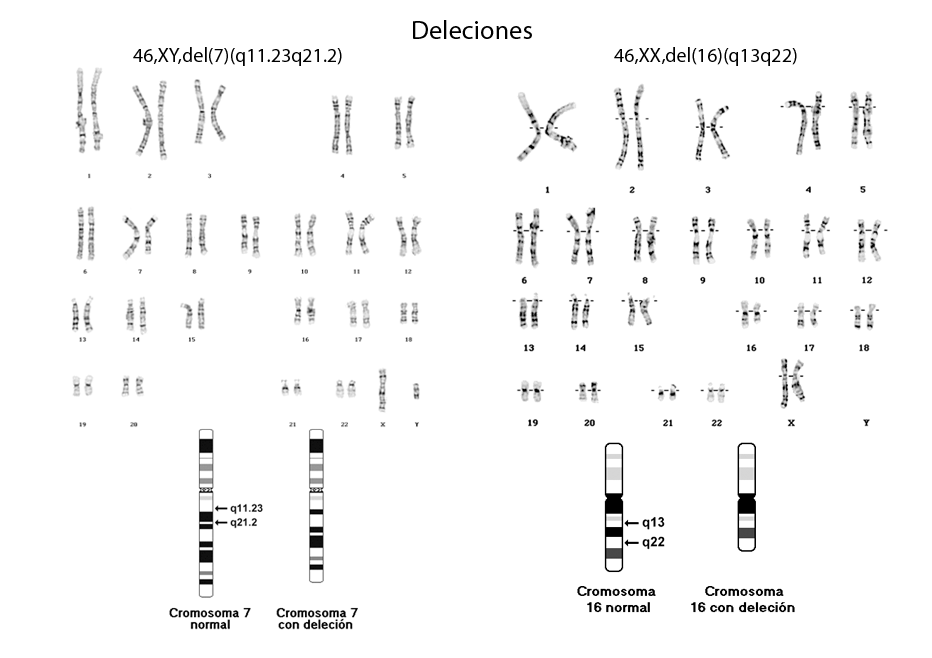 Deleciones
46,XY,del(7)(q11.23q21.2)
1 2 3 4 5
6 7 8 9 10 11 12
13 14 15 16 17 18
19 20 21 22 X Y
q11.23
q21.2
Cromosoma 7
normal
Cromosoma 7
con deleción
46,XX,del(16)(q13q22)
1 2 3 4 5
6 7 8 9 10 11 12
13 14 15 16 17 18
19 20 21 22 X Y
q13
q22
Cromosoma
16 normal
Cromosoma
16 con deleción